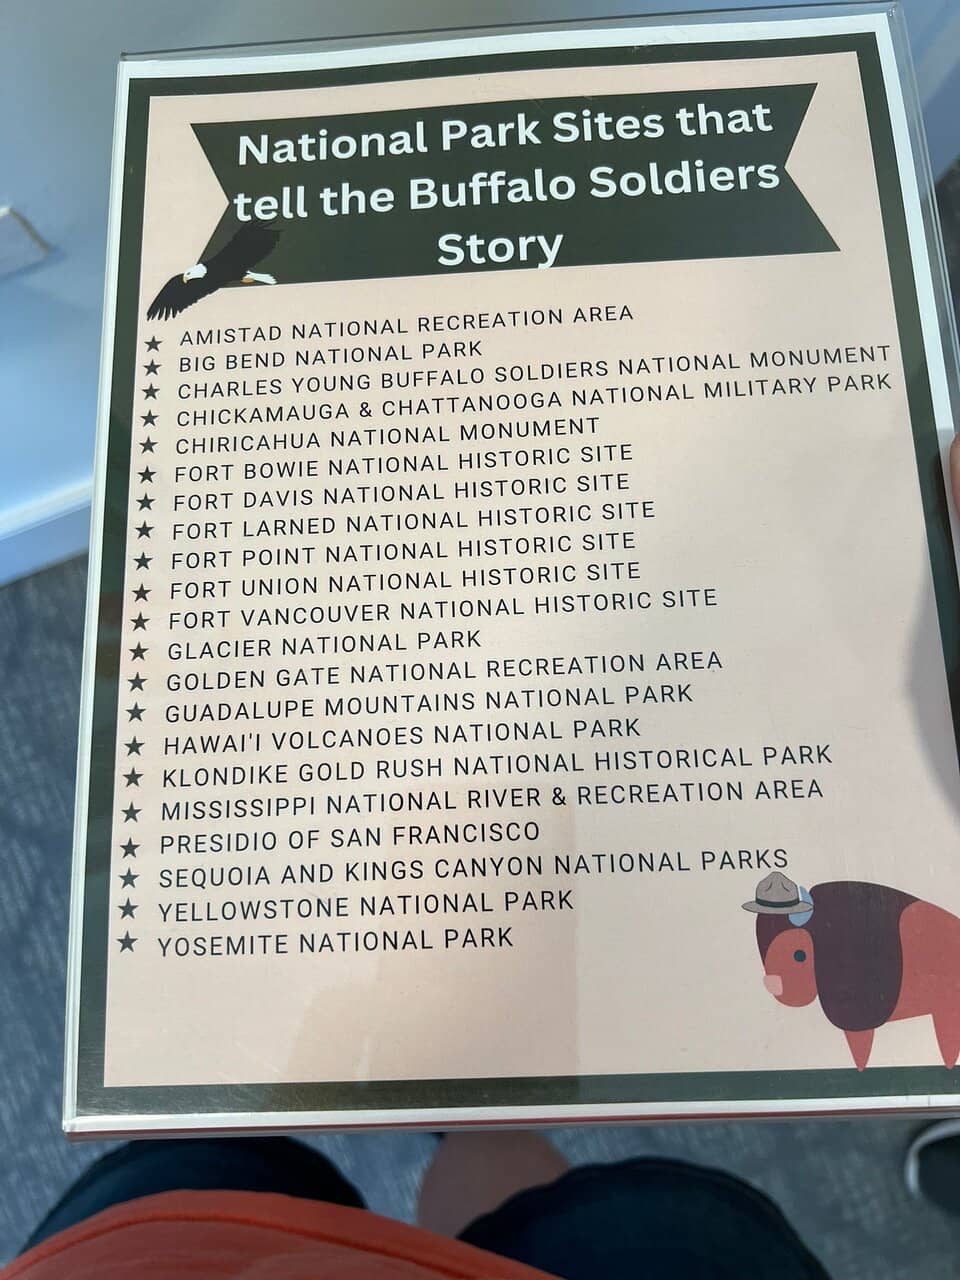 National Park Sites that
tell the Buffalo Soldiers
Story
★ AMISTAD NATIONAL RECREATION AREA
★ BIG BEND NATIONAL PARK
★ CHARLES YOUNG BUFFALO SOLDIERS NATIONAL MONUMENT
★ CHICKAMAUGA & CHATTANOOGA NATIONAL MILITARY PARK
★ CHIRICAHUA NATIONAL MONUMENT
★ FORT BOWIE NATIONAL HISTORIC SITE
★ FORT DAVIS NATIONAL HISTORIC SITE
★ FORT LARNED NATIONAL HISTORIC SITE
★ FORT POINT NATIONAL HISTORIC SITE
★ FORT UNION NATIONAL HISTORIC SITE
★ FORT VANCOUVER NATIONAL HISTORIC SITE
★ GLACIER NATIONAL PARK
★ GOLDEN GATE NATIONAL RECREATION AREA
★ GUADALUPE MOUNTAINS NATIONAL PARK
★ HAWAI'I VOLCANOES NATIONAL PARK
★ KLONDIKE GOLD RUSH NATIONAL HISTORICAL PARK
★ MISSISSIPPI NATIONAL RIVER & RECREATION AREA
★ PRESIDIO OF SAN FRANCISCO
★ SEQUOIA AND KINGS CANYON NATIONAL PARKS
★ YELLOWSTONE NATIONAL PARK
★ YOSEMITE NATIONAL PARK